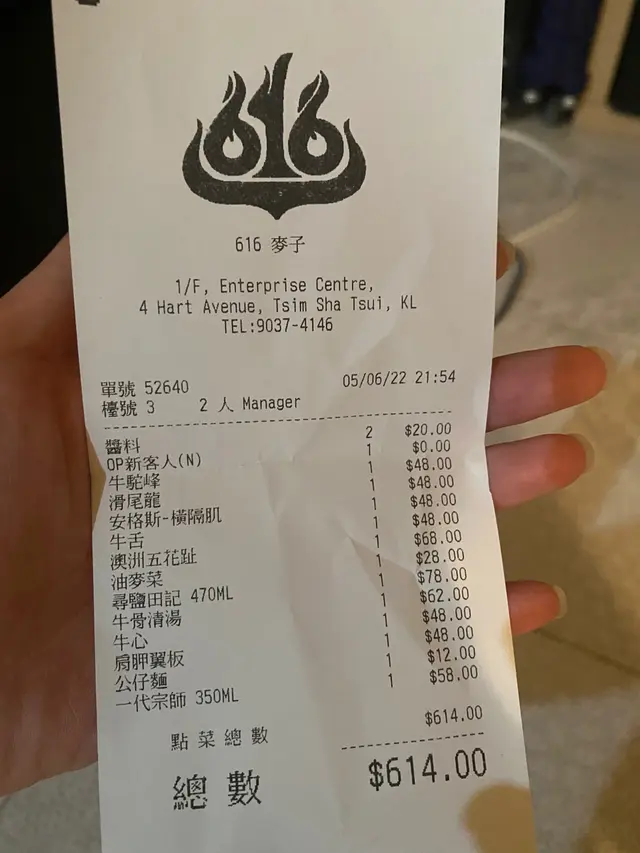 616
616 麥子
1/F, Enterprise Centre,
4 Hart Avenue, Tsim Sha Tsui, KL
TEL:9037-4146
單號 52640 05/06/22 21:54
檯號 3 2 人 Manager
醬料 2 $20.00
OP新客人(N) 1 $0.00
牛駝峰 1 $48.00
滑尾龍 1 $48.00
安格斯-橫隔肌 1 $48.00
牛舌 1 $48.00
澳洲五花趾 1 $68.00
油麥菜 1 $28.00
尋鹽田記 470ML 1 $78.00
牛骨清湯 1 $62.00
牛心 1 $48.00
肩胛翼板 1 $48.00
公仔麵 1 $12.00
一代宗師 350ML 1 $58.00
點菜總數 $614.00
總數 $614.00